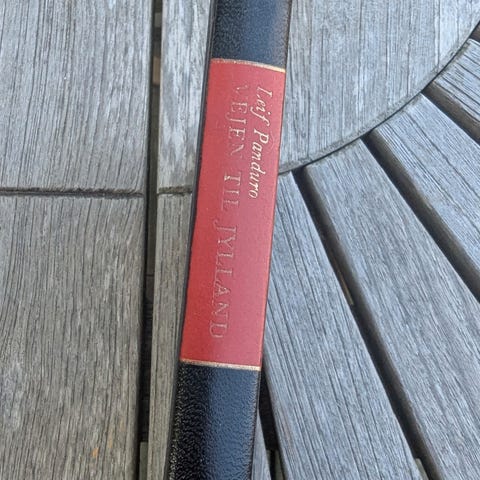 Leif Panduro
VEJEN TIL JYLLAND